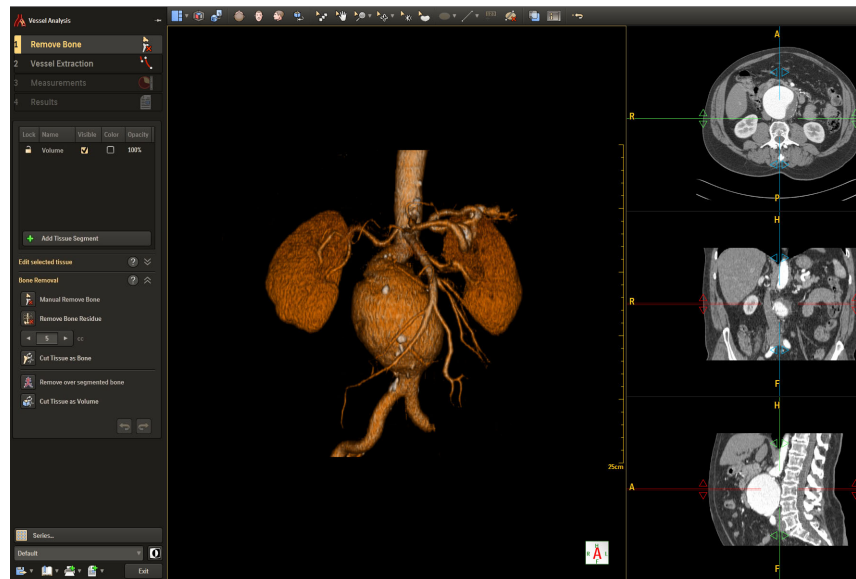 Vessel Analysis
1 Remove Bone
2 Vessel Extraction
3 Measurements
4 Results
Lock Name Visible Color Opacity
Volume 100%
+ Add Tissue Segment
Edit selected tissue ?
Bone Removal ?
Manual Remove Bone
Remove Bone Residue
5 cc
Cut Tissue as Bone
Remove over segmented bone
Cut Tissue as Volume
Series...
Default
Exit
25cm
H
R A L
F
A
R
P
H
R
F
H
A
F